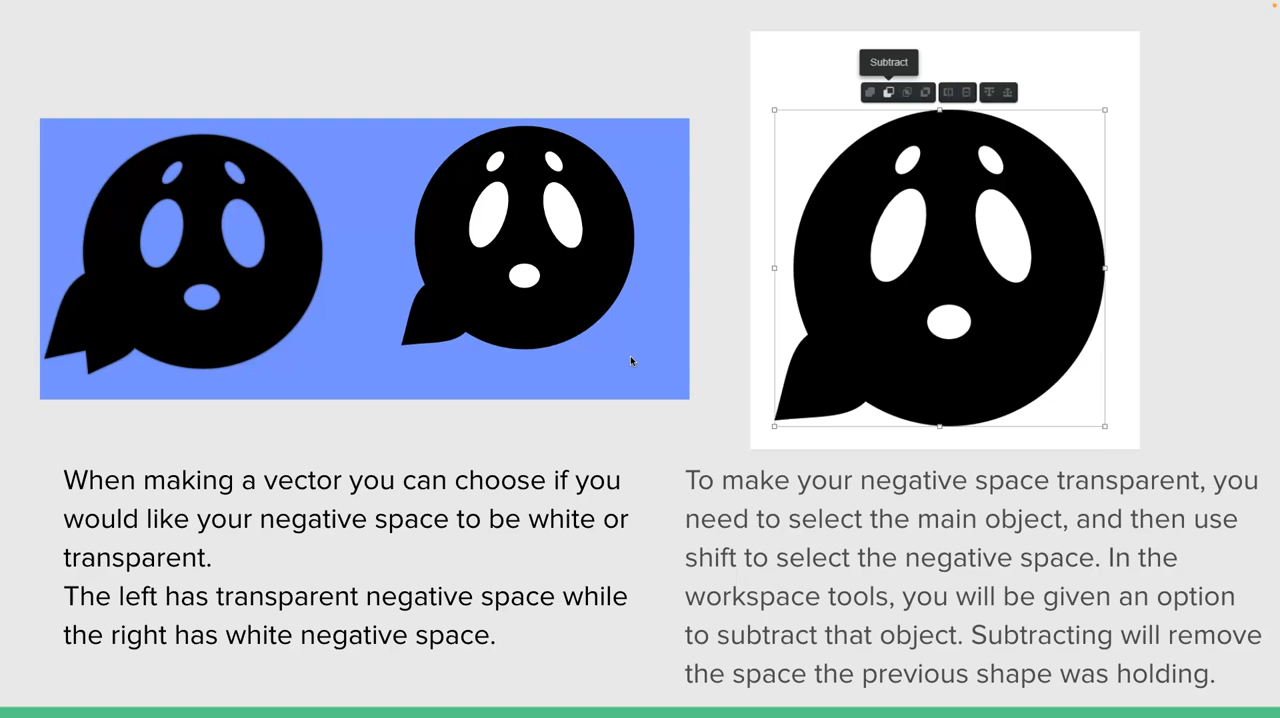 Subtract
When making a vector you can choose if you
would like your negative space to be white or
transparent.
The left has transparent negative space while
the right has white negative space.
To make your negative space transparent, you
need to select the main object, and then use
shift to select the negative space. In the
workspace tools, you will be given an option
to subtract that object. Subtracting will remove
the space the previous shape was holding.